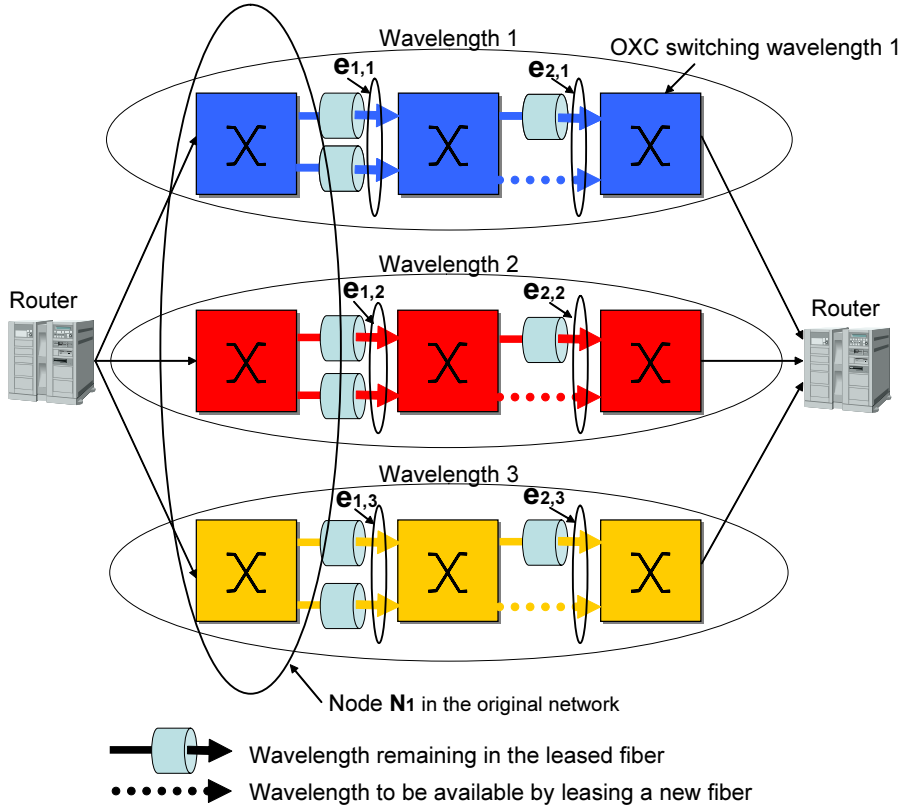 Wavelength 1
OXC switching wavelength 1
e1,1
e2,1
Wavelength 2
Router
e1,2
e2,2
Router
Wavelength 3
e1,3
e2,3
Node N1 in the original network
Wavelength remaining in the leased fiber
Wavelength to be available by leasing a new fiber